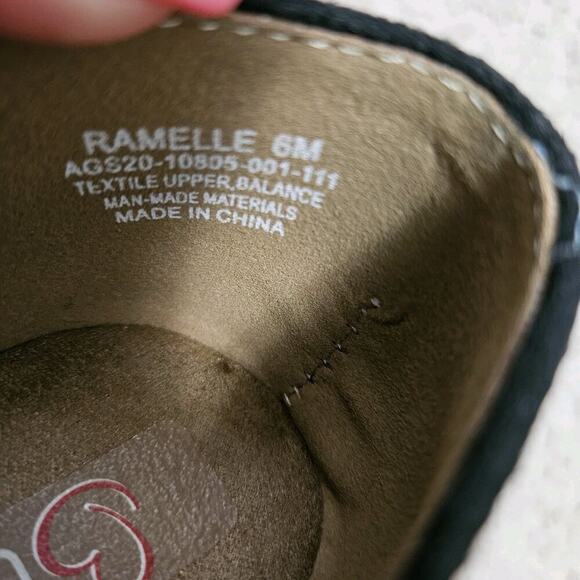 RAMELLE 6M
AGS20-10805-001-111
TEXTILE UPPER,BALANCE
MAN-MADE MATERIALS
MADE IN CHINA